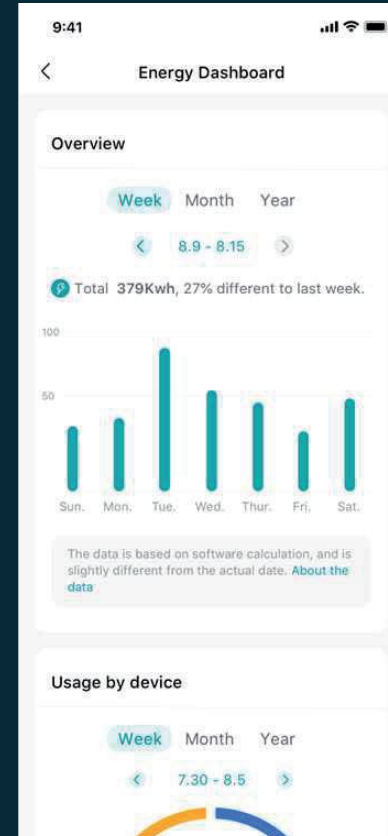 9:41
Energy Dashboard
Overview
Week Month Year
8.9 - 8.15
Total 379Kwh, 27% different to last week.
100
50
Sun. Mon. Tue. Wed. Thur. Fri. Sat.
The data is based on software calculation, and is
slightly different from the actual date. About the
data
Usage by device
Week Month Year
7.30 - 8.5